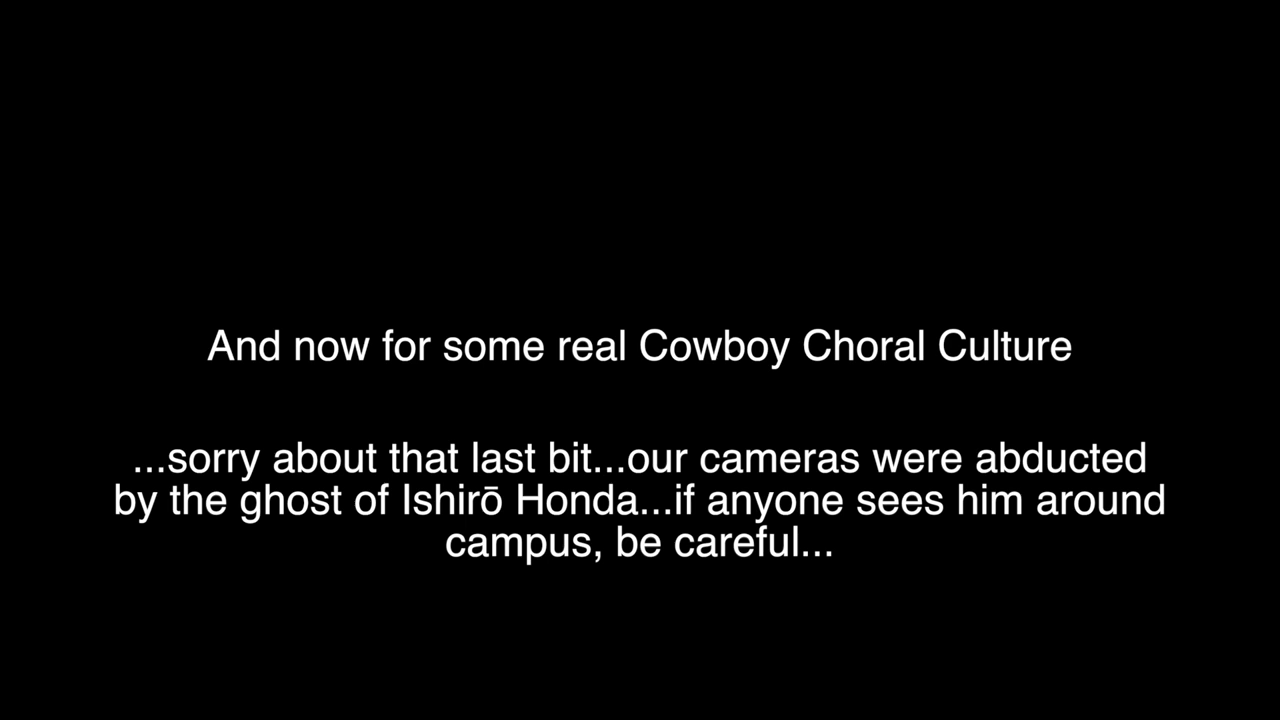 And now for some real Cowboy Choral Culture
...sorry about that last bit...our cameras were abducted
by the ghost of Ishirō Honda...if anyone sees him around
campus, be careful...